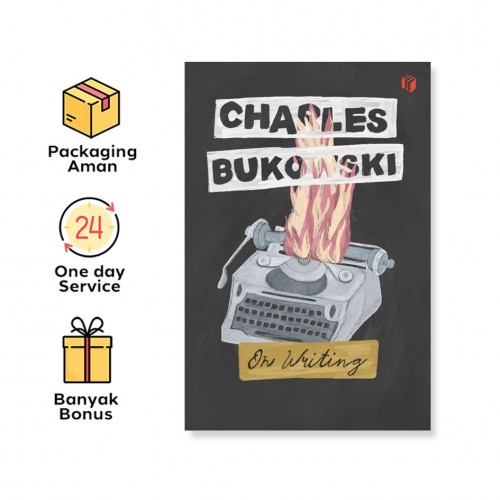 Packaging
Aman
24
One day
Service
Banyak
Bonus
CHARLES
BUKOWSKI
On Writing